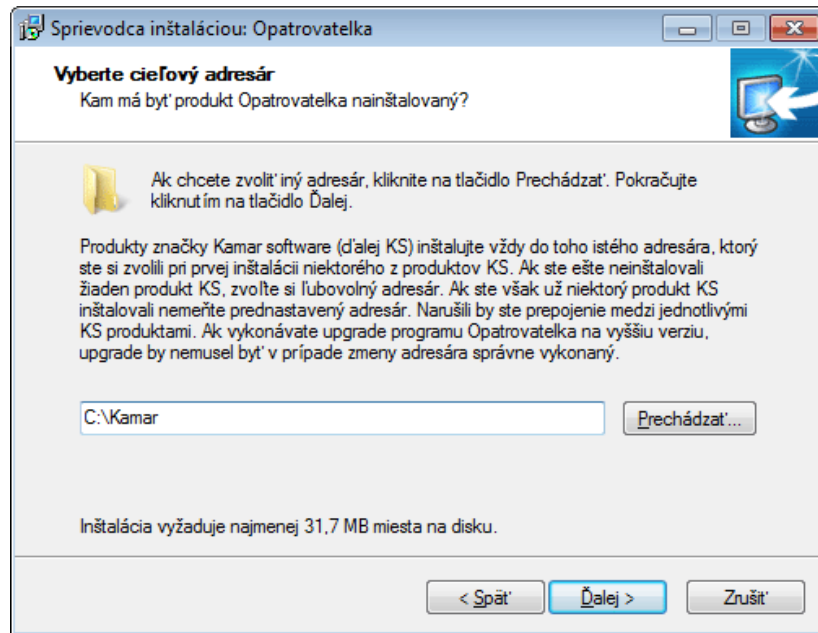 Sprievodca inštaláciou: Opatrovatelka
Vyberte cieľový adresár
Kam má byť produkt Opatrovatelka nainštalovaný?
Ak chcete zvoliť iný adresár, kliknite na tlačidlo Prechádzať. Pokračujte
kliknutím na tlačidlo Ďalej.
Produkty značky Kamar software (ďalej KS) inštalujte vždy do toho istého adresára, ktorý
ste si zvolili pri prvej inštalácii niektorého z produktov KS. Ak ste ešte neinštalovali
žiaden produkt KS, zvoľte si ľubovolný adresár. Ak ste však už niektorý produkt KS
inštalovali nemeňte prednastavený adresár. Narušili by ste prepojenie medzi jednotlivými
KS produktami. Ak vykonávate upgrade programu Opatrovatelka na vyššiu verziu,
upgrade by nemusel byť v prípade zmeny adresára správne vykonaný.
C:\Kamar
Prechádzať...
Inštalácia vyžaduje najmenej 31,7 MB miesta na disku.
< Späť
Ďalej >
Zrušiť